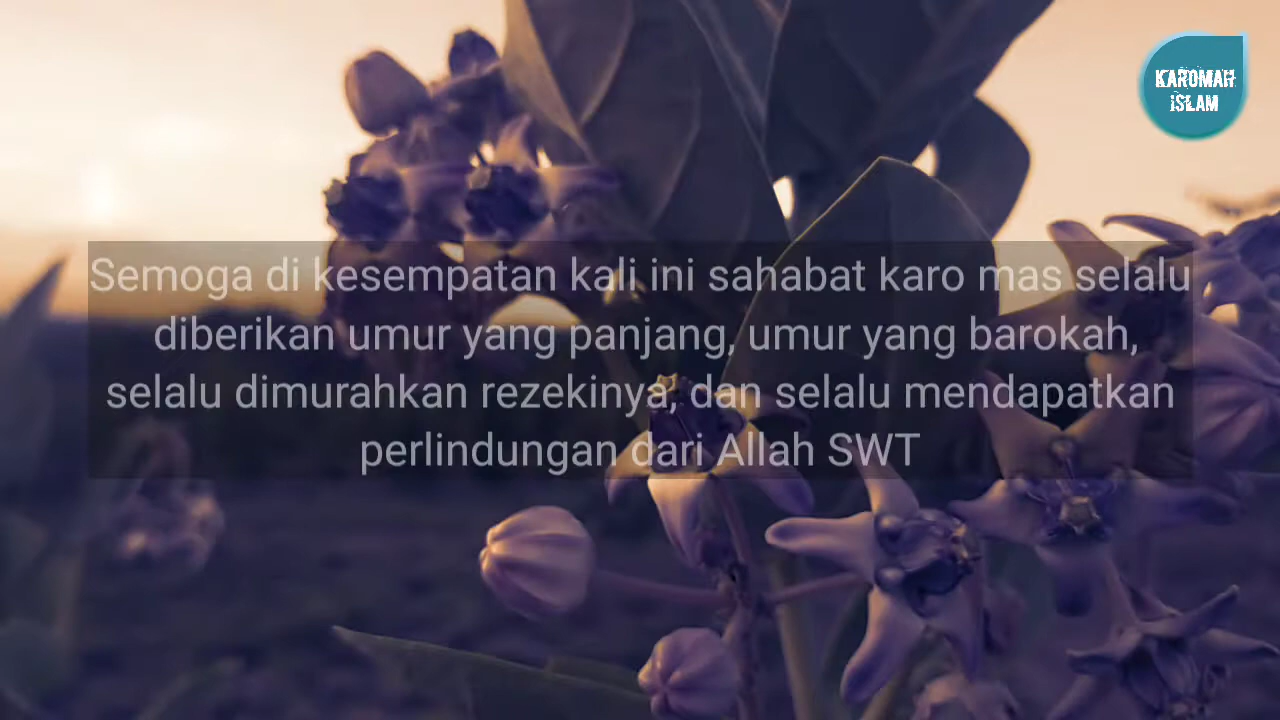 KAROMAH
ISLAM
Semoga di kesempatan kali ini sahabat karo mas selalu
diberikan umur yang panjang, umur yang barokah,
selalu dimurahkan rezekinya, dan selalu mendapatkan
perlindungan dari Allah SWT